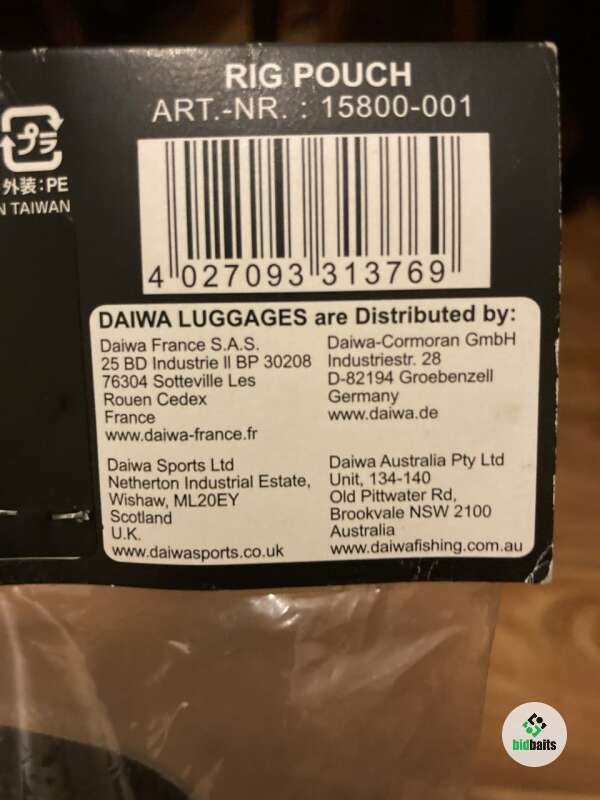 RIG POUCH
ART.-NR. : 15800-001
プラ
外装:PE
N TAIWAN
4 027093 313769
DAIWA LUGGAGES are Distributed by:
Daiwa France S.A.S.
25 BD Industrie II BP 30208
76304 Sotteville Les
Rouen Cedex
France
www.daiwa-france.fr
Daiwa-Cormoran GmbH
Industriestr. 28
D-82194 Groebenzell
Germany
www.daiwa.de
Daiwa Sports Ltd
Netherton Industrial Estate,
Wishaw, ML20EY
Scotland
U.K.
www.daiwasports.co.uk
Daiwa Australia Pty Ltd
Unit, 134-140
Old Pittwater Rd,
Brookvale NSW 2100
Australia
www.daiwafishing.com.au
bidbaits